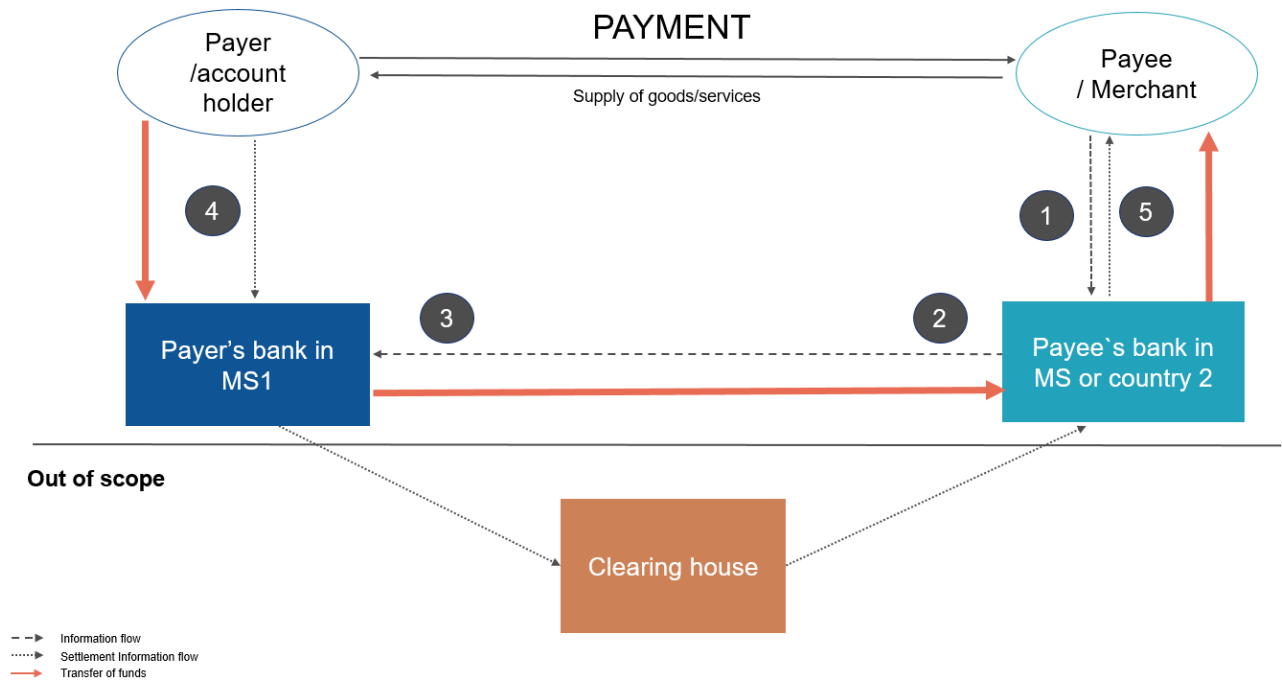 PAYMENT
Payer
/account
holder
Payee
/ Merchant
Supply of goods/services
4
1
5
3
2
Payer's bank in
MS1
Payee`s bank in
MS or country 2
Out of scope
Clearing house
Information flow
Settlement Information flow
Transfer of funds